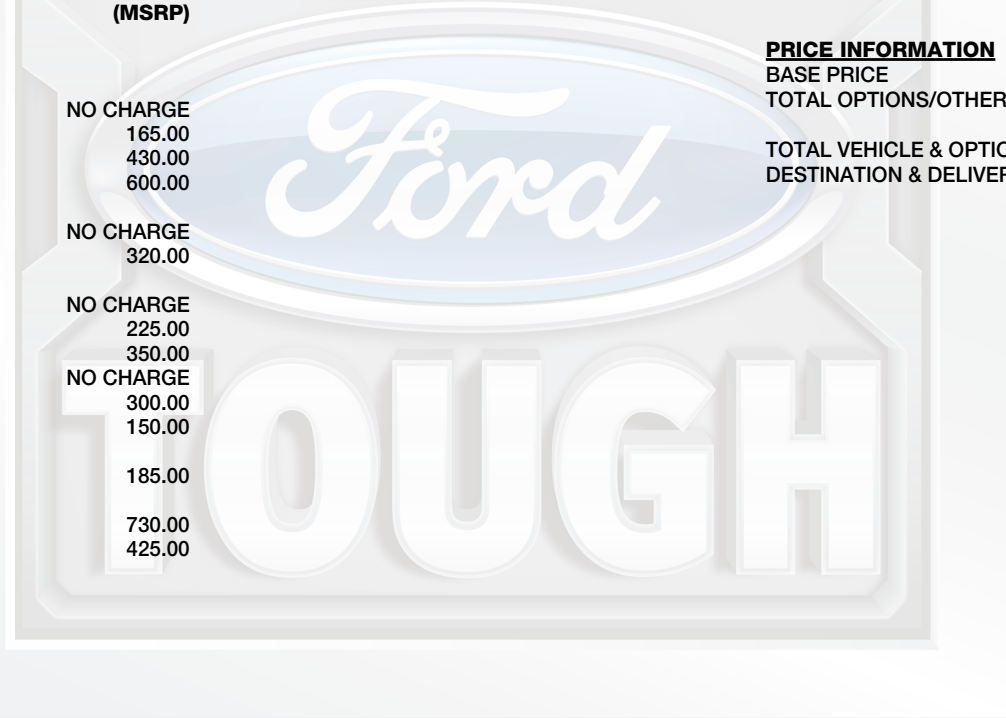 (MSRP)
NO CHARGE
165.00
430.00
600.00
NO CHARGE
320.00
NO CHARGE
225.00
350.00
NO CHARGE
300.00
150.00
185.00
730.00
425.00
PRICE INFORMATION
BASE PRICE
TOTAL OPTIONS/OTHER
TOTAL VEHICLE & OPTIO
DESTINATION & DELIVER
Ford
TOUGH